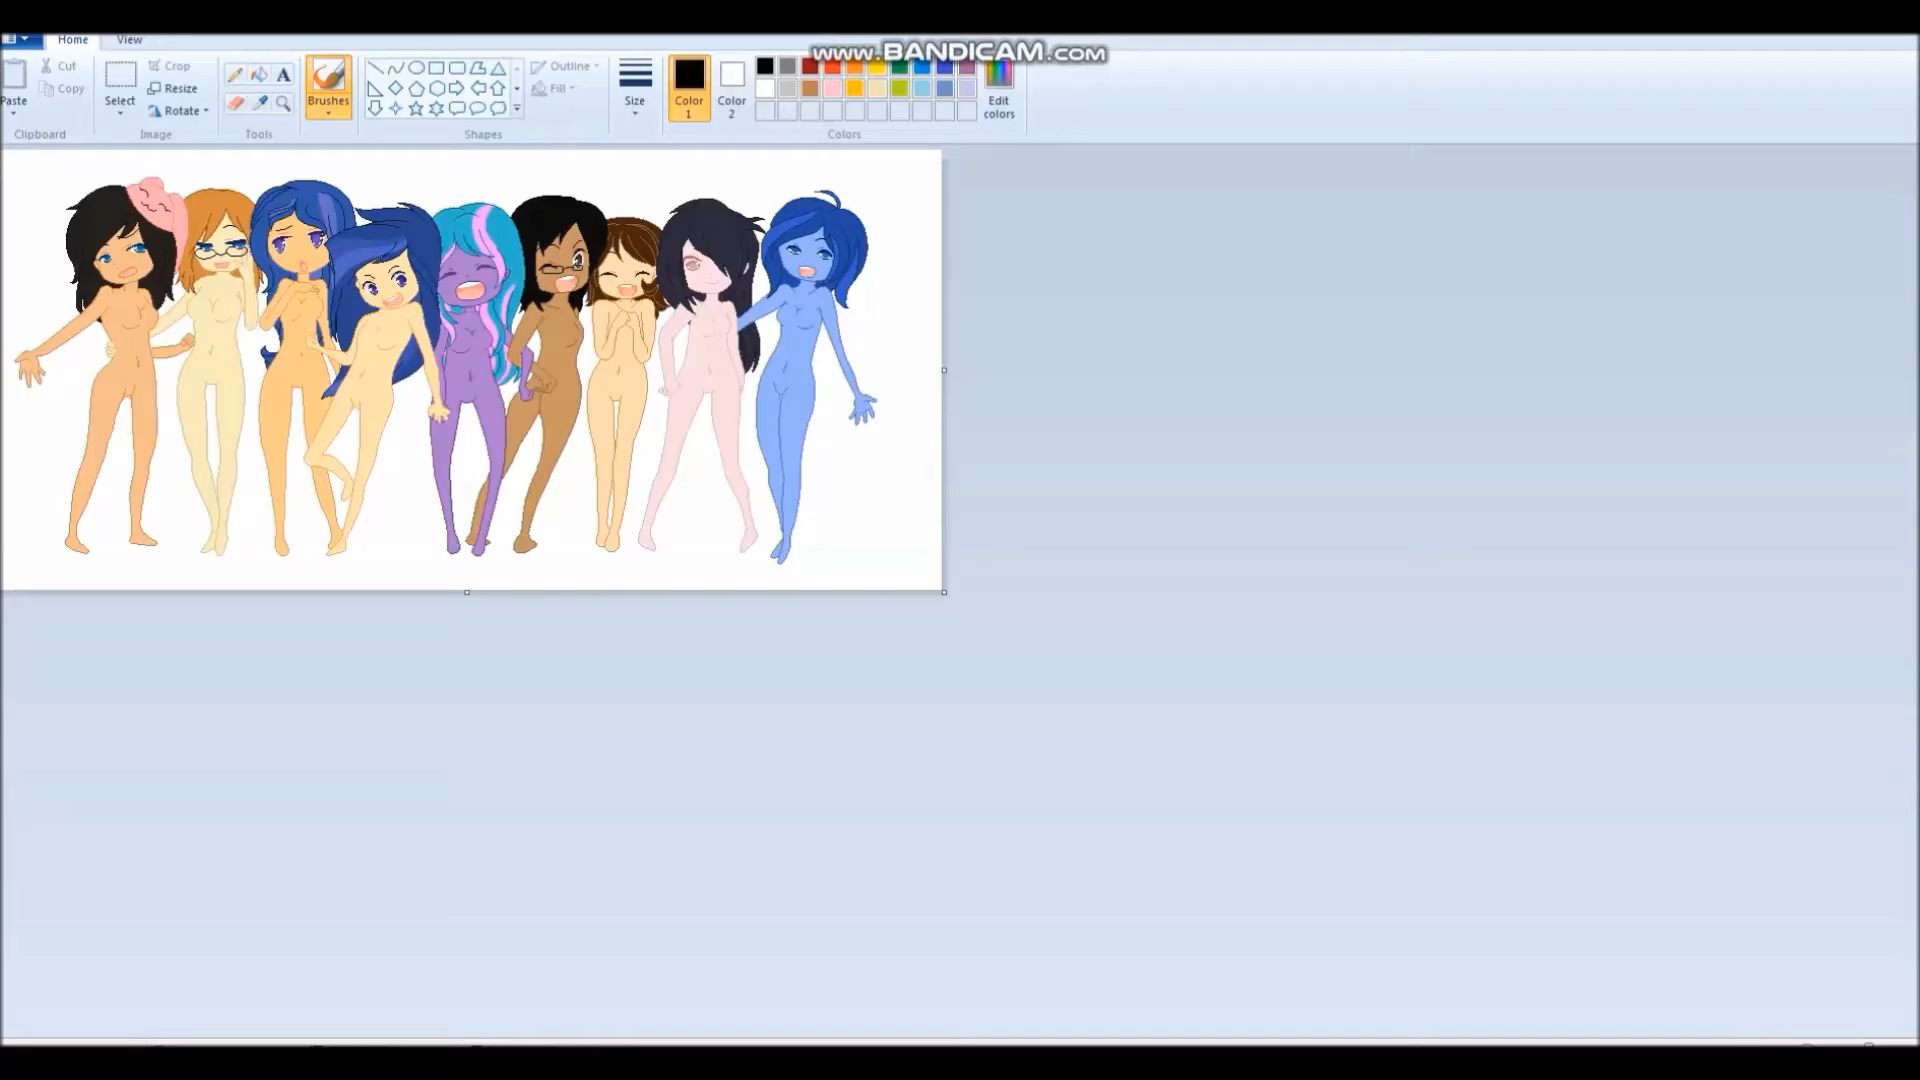 Home View
www.BANDICAM.com
Cut
Copy
Paste
Clipboard
Select
Crop
Resize
Rotate
Image
A
Tools
Brushes
Shapes
Outline
Fill
Size
Color
1
Color
2
Colors
Edit
colors